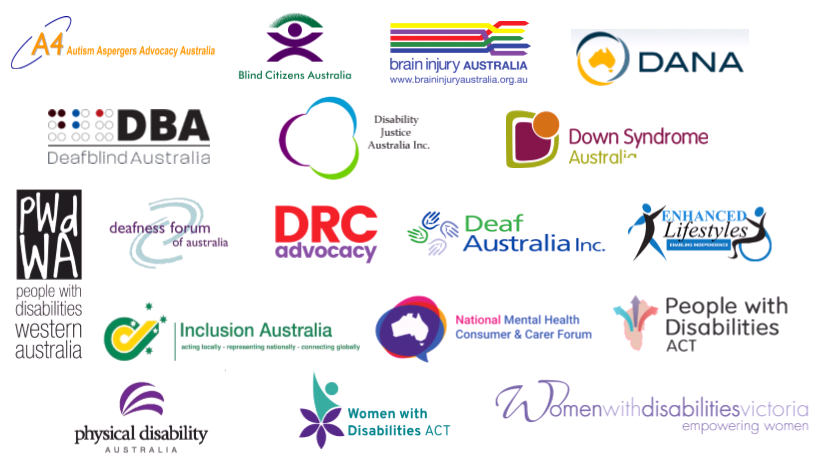 A4 Autism Aspergers Advocacy Australia
Blind Citizens Australia
brain injury AUSTRALIA
www.braininjuryaustralia.org.au
DANA
DBA
Deafblind Australia
Disability
Justice
Australia Inc.
Down Syndrome
Australia
PWd
WA
people with
disabilities
western
australia
deafness forum
of australia
DRC
advocacy
Deaf
Australia Inc.
ENHANCED
Lifestyles
ENABLING INDEPENDENCE
Inclusion Australia
acting locally - representing nationally - connecting globally
National Mental Health
Consumer & Carer Forum
People with
Disabilities
ACT
physical disability
AUSTRALIA
Women with
Disabilities ACT
Womenwithdisabilitiesvictoria
empowering women